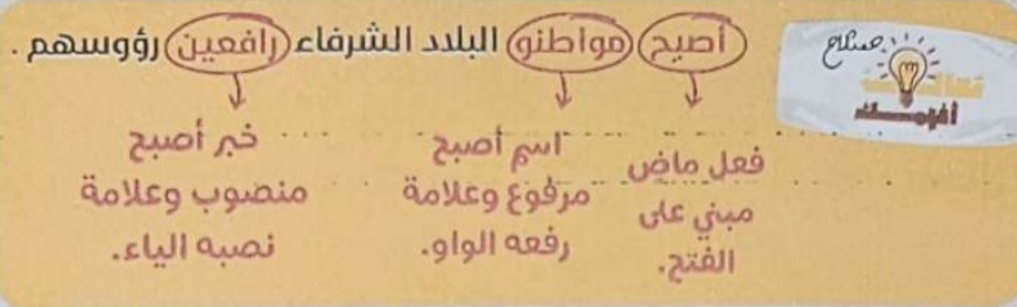 أصبح مواطنو البلاد الشرفاء رافعين رؤوسهم .
فعل ماض
مبني على
الفتح.
اسم أصبح
مرفوع وعلامة
رفعه الواو.
خبر أصبح
منصوب وعلامة
نصبه الياء.